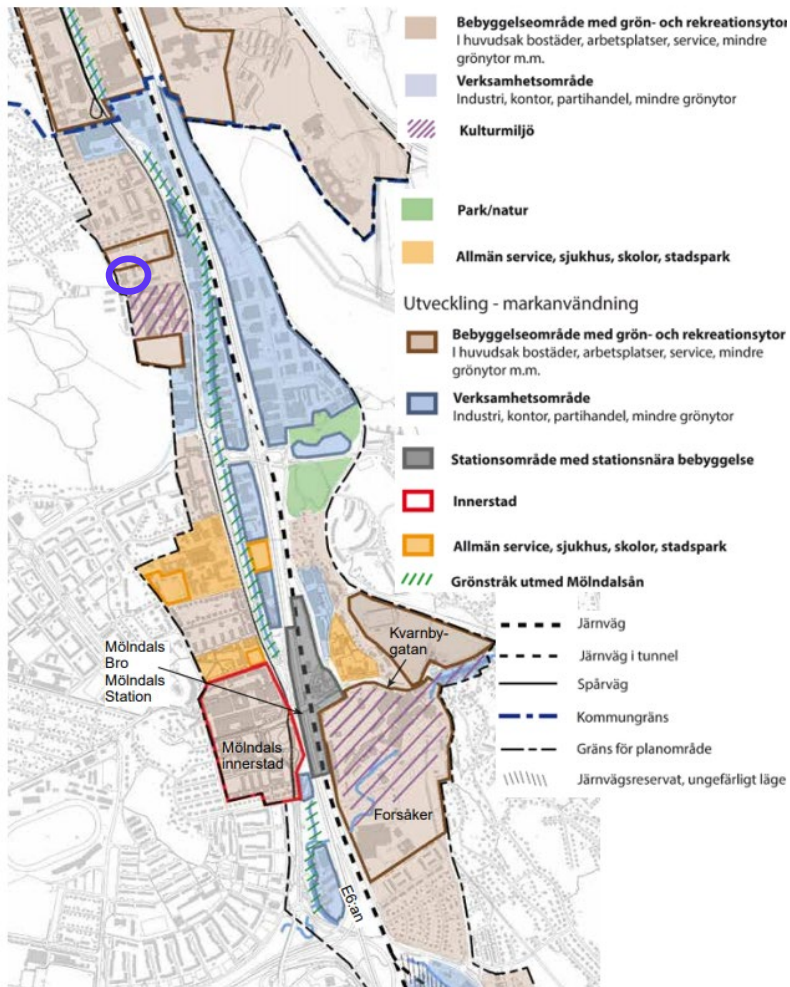 Bebyggelseområde med grön- och rekreationsytor
I huvudsak bostäder, arbetsplatser, service, mindre
grönytor m.m.
Verksamhetsområde
Industri, kontor, partihandel, mindre grönytor
Kulturmiljö
Park/natur
Allmän service, sjukhus, skolor, stadspark
Utveckling - markanvändning
Bebyggelseområde med grön- och rekreationsytor
I huvudsak bostäder, arbetsplatser, service, mindre
grönytor m.m.
Verksamhetsområde
Industri, kontor, partihandel, mindre grönytor
Stationsområde med stationsnära bebyggelse
Innerstad
Allmän service, sjukhus, skolor, stadspark
Grönstråk utmed Mölndalsån
Järnväg
Järnväg i tunnel
Spårväg
Kommungräns
Gräns för planområde
Järnvägsreservat, ungefärligt läge
Kvarnby-
gatan
Mölndals
Bro
Mölndals
Station
Mölndals
innerstad
Forsåker
E6:an